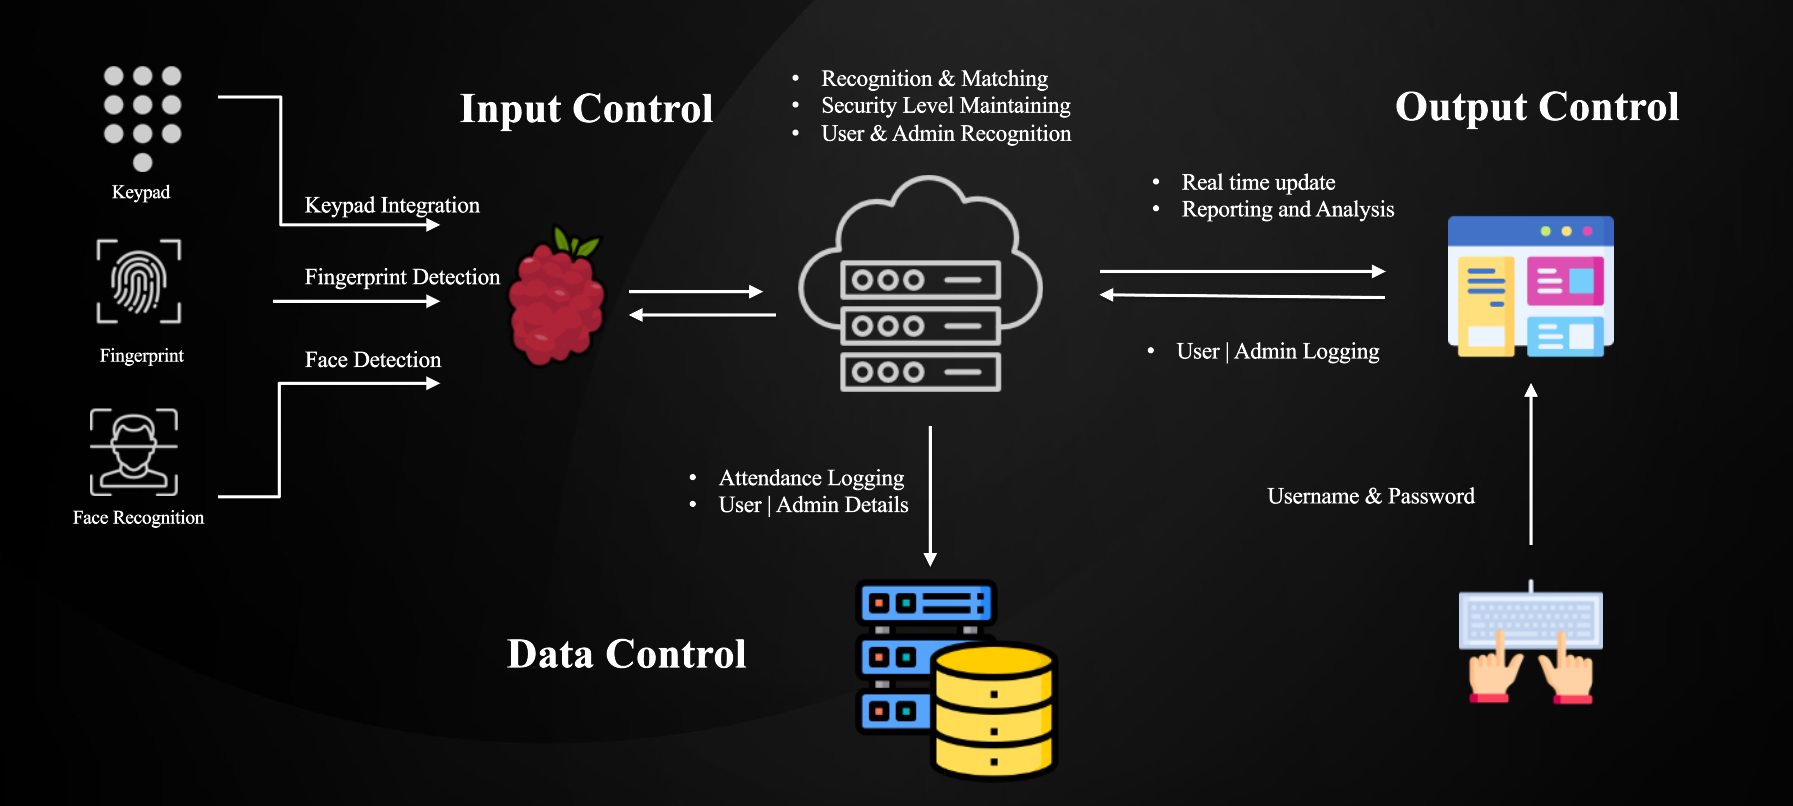 Keypad
Fingerprint
Face Recognition
Input Control
Keypad Integration
Fingerprint Detection
Face Detection
• Recognition & Matching
• Security Level Maintaining
• User & Admin Recognition
Output Control
• Real time update
• Reporting and Analysis
• User | Admin Logging
• Attendance Logging
• User | Admin Details
Username & Password
Data Control